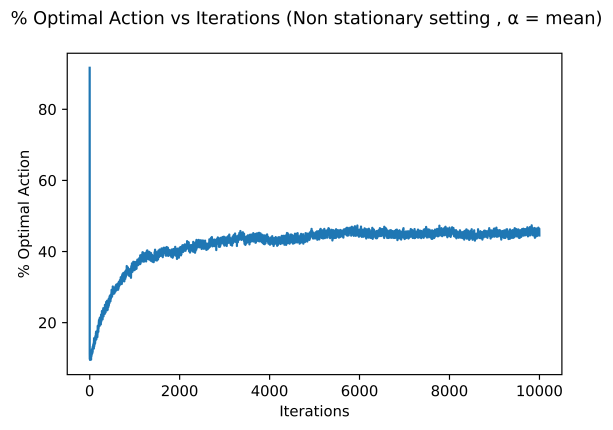 % Optimal Action vs Iterations (Non stationary setting , α = mean)
80
60
40
20
% Optimal Action
0 2000 4000 6000 8000 10000
Iterations